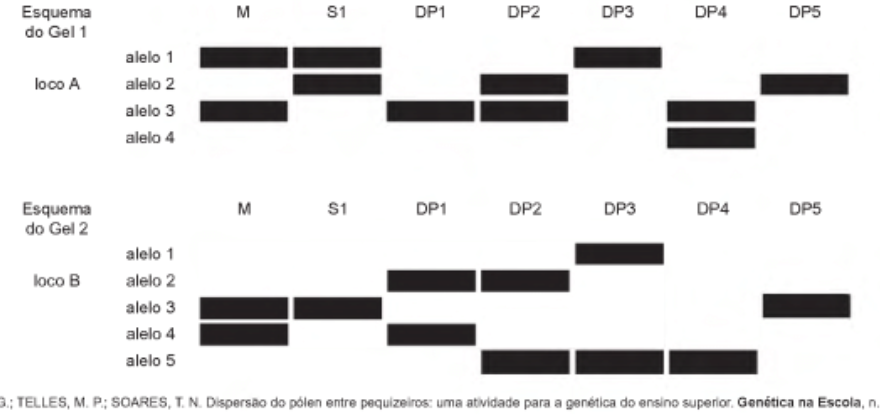 Esquema do Gel 1 M S1 DP1 DP2 DP3 DP4 DP5
alelo 1
loco A alelo 2
alelo 3
alelo 4
Esquema do Gel 2 M S1 DP1 DP2 DP3 DP4 DP5
alelo 1
loco B alelo 2
alelo 3
alelo 4
alelo 5
G.; TELLES, M. P.; SOARES, T. N. Dispersão do pólen entre pequizeiros: uma atividade para a genética do ensino superior. Genética na Escola, n.